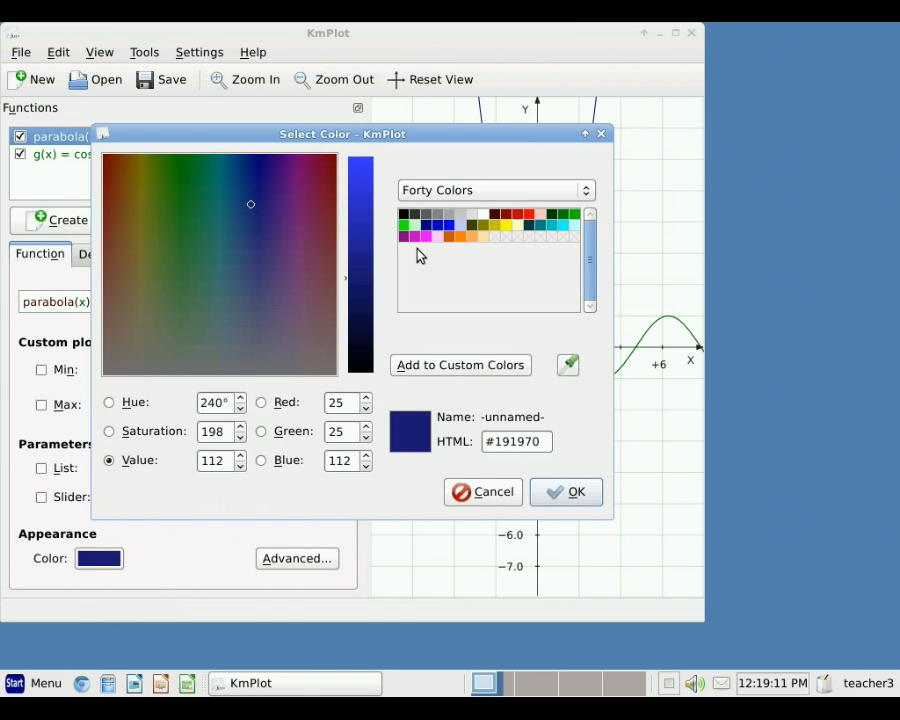 KmPlot
File Edit View Tools Settings Help
New Open Save Zoom In Zoom Out Reset View
Functions
Y
parabola(
Select Color - KmPlot
g(x) = cos
Forty Colors
Create
Function De
parabola(x)
Custom plo
+6 X
Min:
Add to Custom Colors
Max:
Hue: 240° Red: 25
Name: -unnamed-
Saturation: 198 Green: 25
HTML: #191970
Parameters
Value: 112 Blue: 112
List:
Cancel OK
Slider:
Appearance
−6.0
Color: Advanced...
−7.0
Start Menu KmPlot 12:19:11 PM teacher3